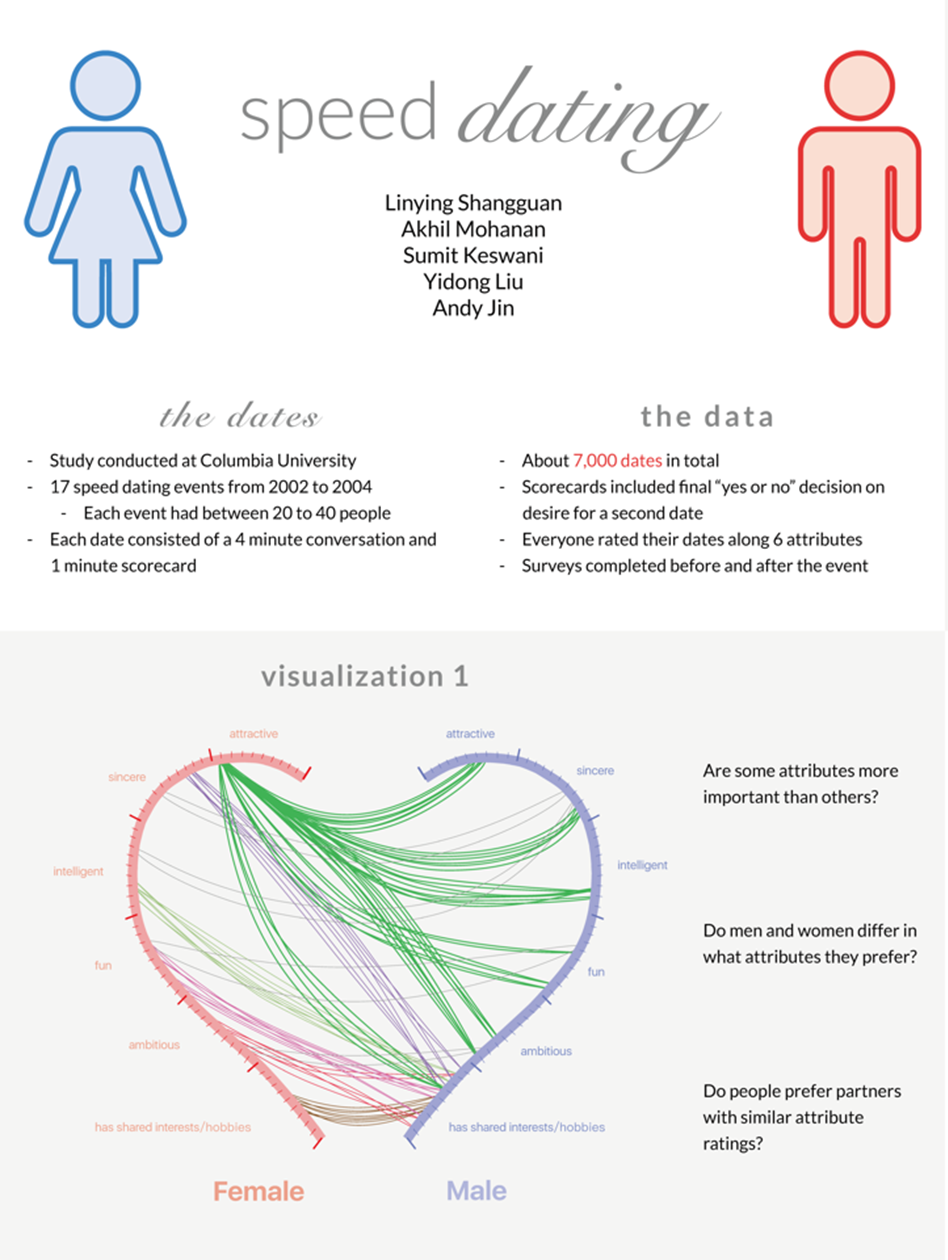 speed dating
Linying Shangguan
Akhil Mohanan
Sumit Keswani
Yidong Liu
Andy Jin
the dates
- Study conducted at Columbia University
- 17 speed dating events from 2002 to 2004
- Each event had between 20 to 40 people
- Each date consisted of a 4 minute conversation and
1 minute scorecard
the data
- About 7,000 dates in total
- Scorecards included final “yes or no” decision on
desire for a second date
- Everyone rated their dates along 6 attributes
- Surveys completed before and after the event
visualization 1
attractive
sincere
intelligent
fun
ambitious
has shared interests/hobbies
Female
attractive
sincere
intelligent
fun
ambitious
has shared interests/hobbies
Male
Are some attributes more
important than others?
Do men and women differ in
what attributes they prefer?
Do people prefer partners
with similar attribute
ratings?